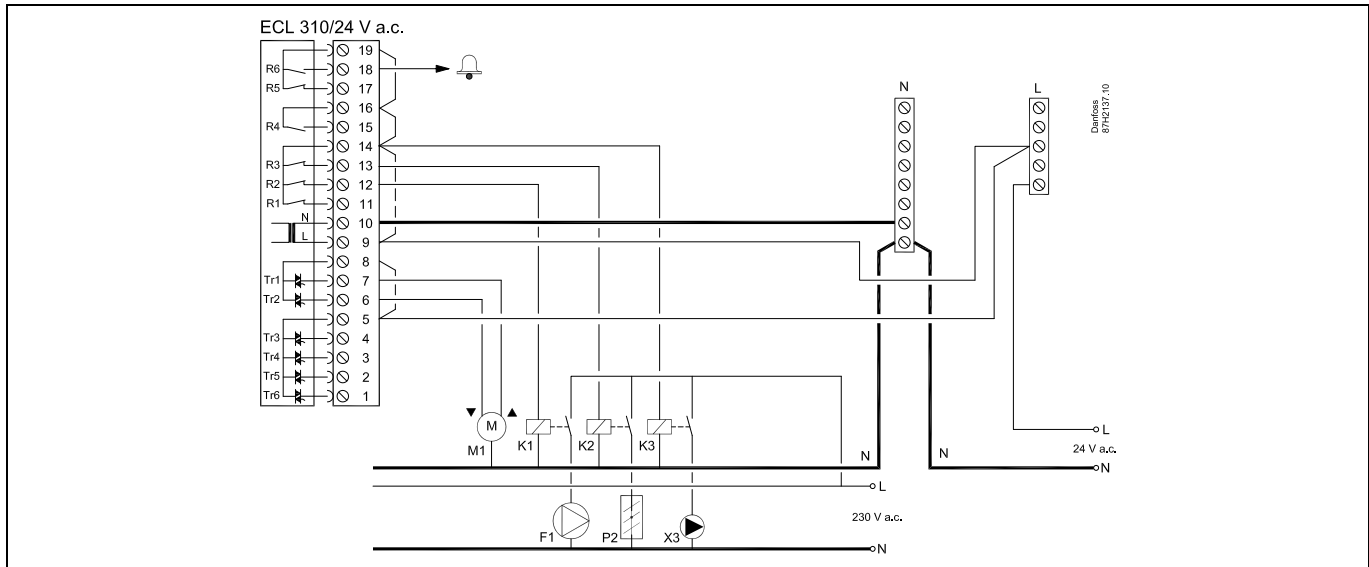 ECL 310/24 V a.c.
19
R6
18
R5
17
16
R4
15
14
R3
13
R2
12
R1
11
N
10
L
9
8
Tr1
7
Tr2
6
5
Tr3
4
Tr4
3
Tr5
2
Tr6
1
N
L
Danfoss
87H2137.10
M
M1
K1
K2
K3
N
N
L
24 V a.c.
N
L
230 V a.c.
F1
P2
X3
N